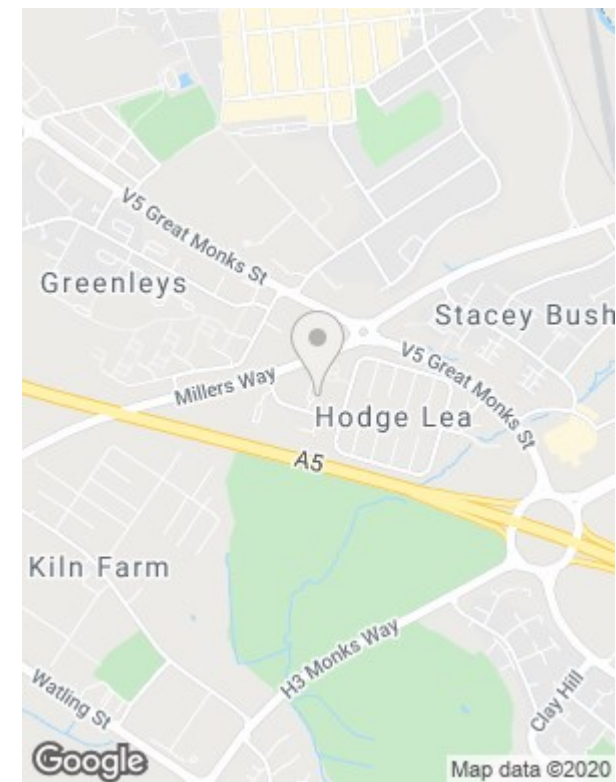 V5 Great Monks St
Greenleys
Stacey Bush
Millers Way
V5 Great Monks St
Hodge Lea
A5
Kiln Farm
H3 Monks Way
Watling St
Clay Hill
Google
Map data ©2020